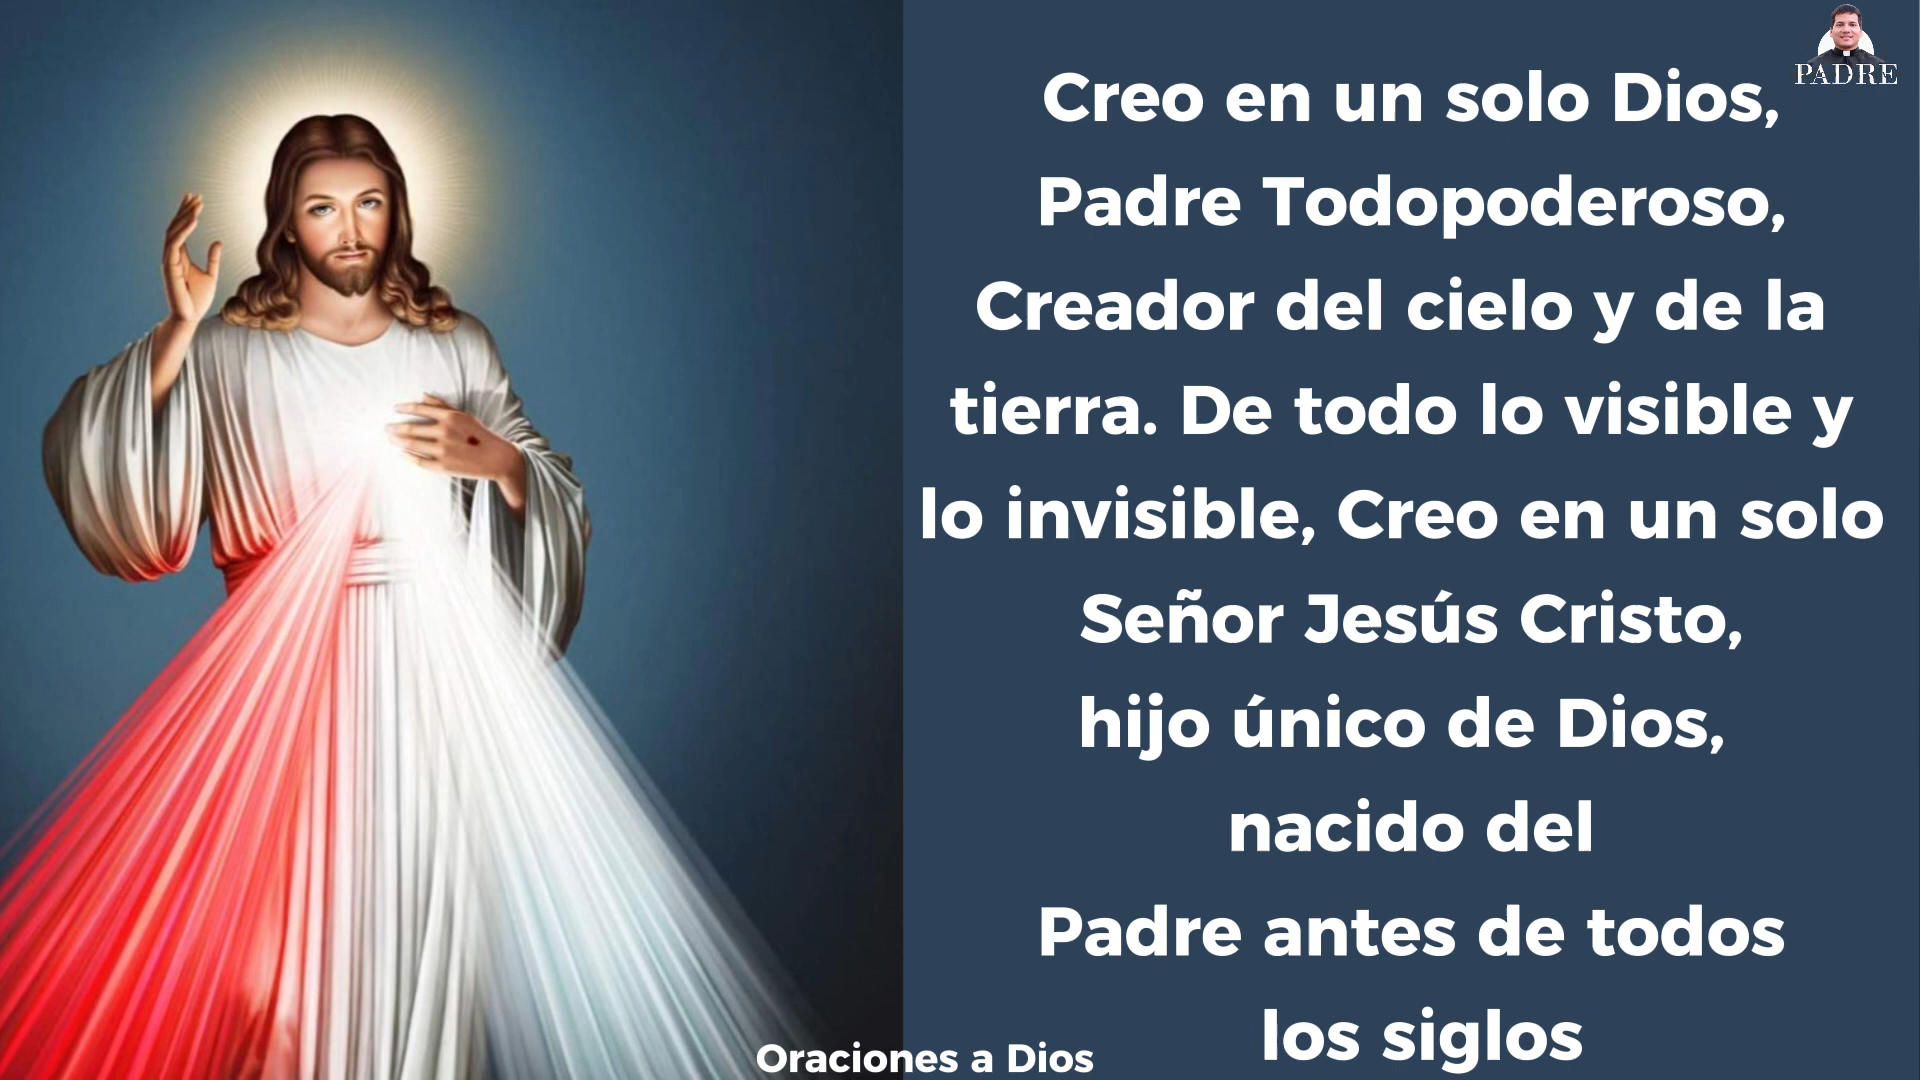 PADRE
Creo en un solo Dios,
Padre Todopoderoso,
Creador del cielo y de la
tierra. De todo lo visible y
lo invisible, Creo en un solo
Señor Jesús Cristo,
hijo único de Dios,
nacido del
Padre antes de todos
los siglos
Oraciones a Dios